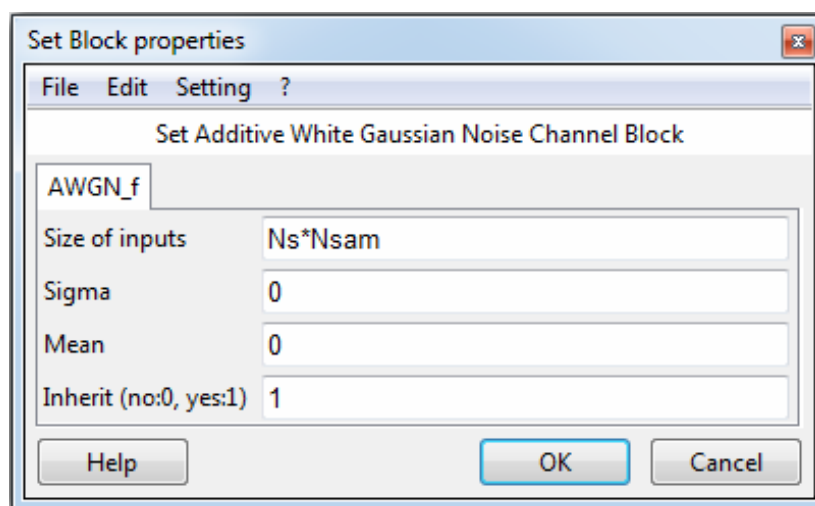 Set Block properties
File Edit Setting ?
Set Additive White Gaussian Noise Channel Block
AWGN_f
Size of inputs Ns*Nsam
Sigma 0
Mean 0
Inherit (no:0, yes:1) 1
Help OK Cancel